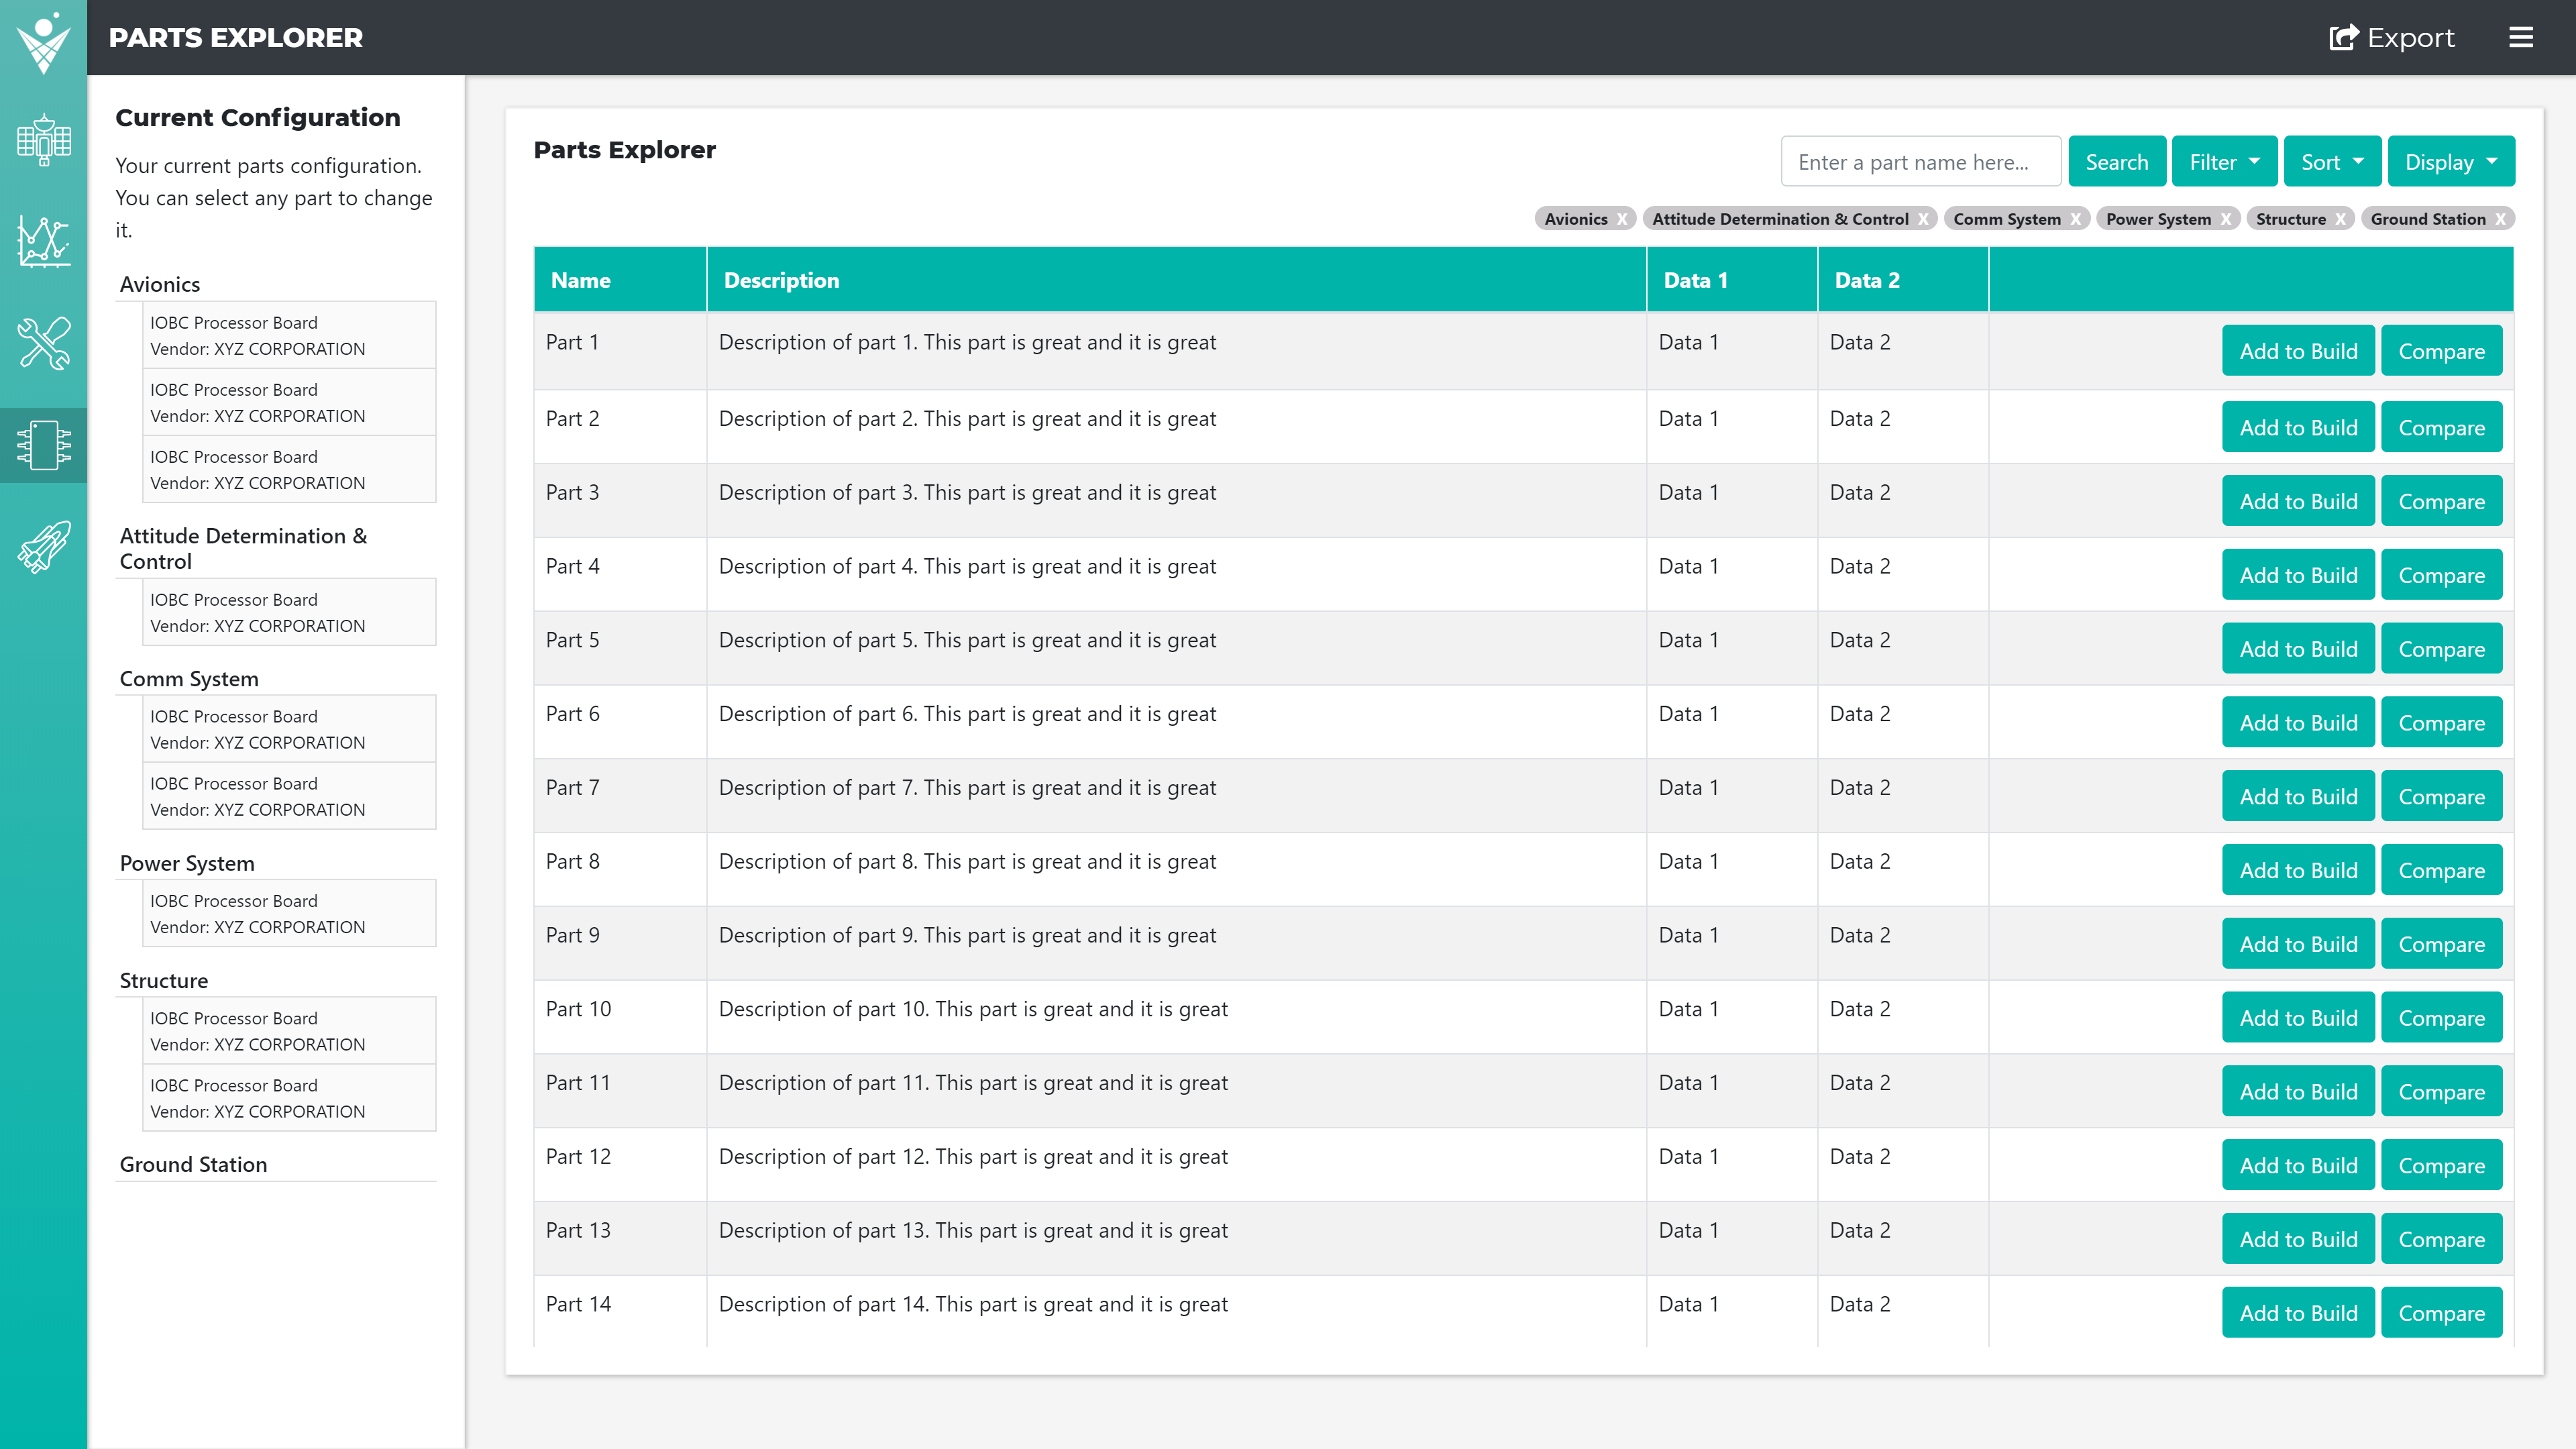 PARTS EXPLORER
Export
Current Configuration
Your current parts configuration.
You can select any part to change
it.
Avionics
IOBC Processor Board
Vendor: XYZ CORPORATION
IOBC Processor Board
Vendor: XYZ CORPORATION
IOBC Processor Board
Vendor: XYZ CORPORATION
Attitude Determination &
Control
IOBC Processor Board
Vendor: XYZ CORPORATION
Comm System
IOBC Processor Board
Vendor: XYZ CORPORATION
IOBC Processor Board
Vendor: XYZ CORPORATION
Power System
IOBC Processor Board
Vendor: XYZ CORPORATION
Structure
IOBC Processor Board
Vendor: XYZ CORPORATION
IOBC Processor Board
Vendor: XYZ CORPORATION
Ground Station
Parts Explorer
Enter a part name here... Search Filter Sort Display
Avionics X Attitude Determination & Control X Comm System X Power System X Structure X Ground Station X
Name Description Data 1 Data 2
Part 1 Description of part 1. This part is great and it is great Data 1 Data 2 Add to Build Compare
Part 2 Description of part 2. This part is great and it is great Data 1 Data 2 Add to Build Compare
Part 3 Description of part 3. This part is great and it is great Data 1 Data 2 Add to Build Compare
Part 4 Description of part 4. This part is great and it is great Data 1 Data 2 Add to Build Compare
Part 5 Description of part 5. This part is great and it is great Data 1 Data 2 Add to Build Compare
Part 6 Description of part 6. This part is great and it is great Data 1 Data 2 Add to Build Compare
Part 7 Description of part 7. This part is great and it is great Data 1 Data 2 Add to Build Compare
Part 8 Description of part 8. This part is great and it is great Data 1 Data 2 Add to Build Compare
Part 9 Description of part 9. This part is great and it is great Data 1 Data 2 Add to Build Compare
Part 10 Description of part 10. This part is great and it is great Data 1 Data 2 Add to Build Compare
Part 11 Description of part 11. This part is great and it is great Data 1 Data 2 Add to Build Compare
Part 12 Description of part 12. This part is great and it is great Data 1 Data 2 Add to Build Compare
Part 13 Description of part 13. This part is great and it is great Data 1 Data 2 Add to Build Compare
Part 14 Description of part 14. This part is great and it is great Data 1 Data 2 Add to Build Compare